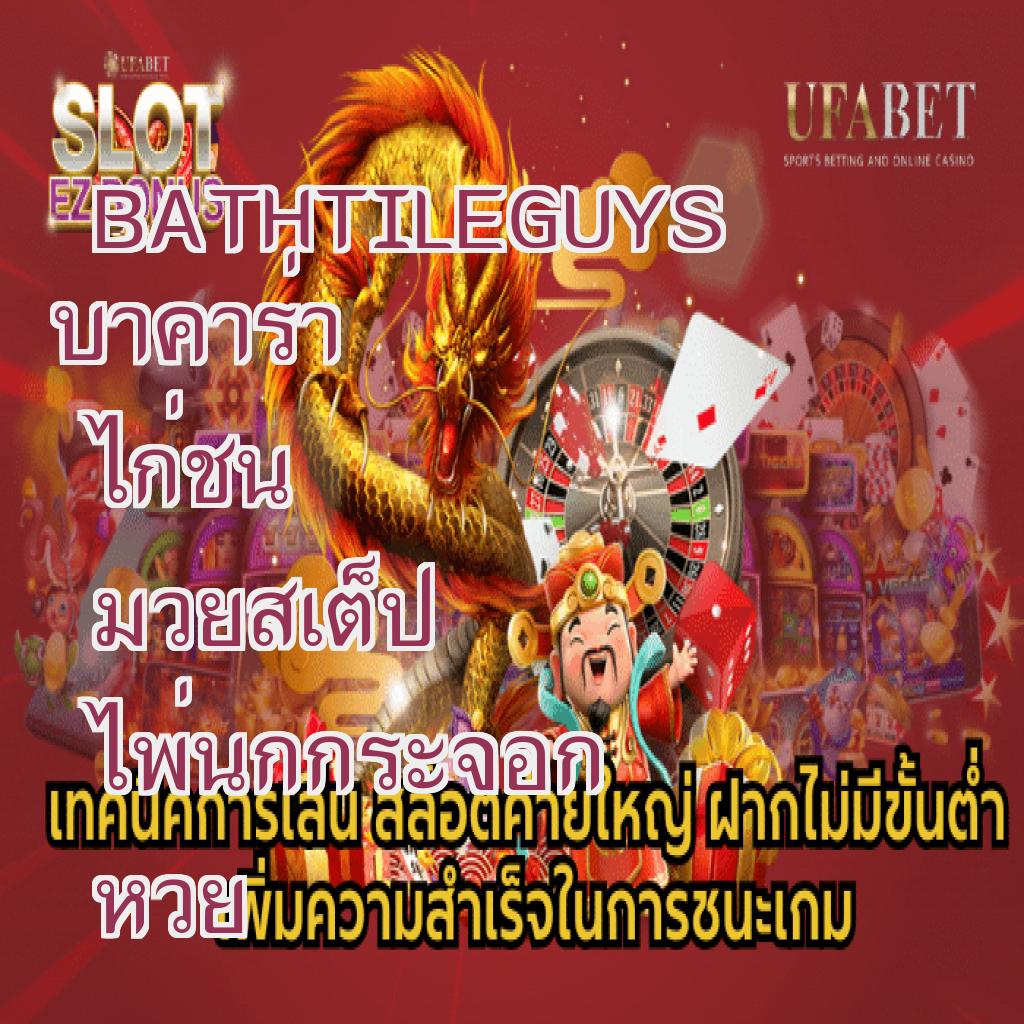 UFABET
SLOT
EZ BONUS
UFABET
SPORTS BETTING AND ONLINE CASINO
BATHTILEGUYS
บาคาร่า
ไก่ชน
มวยสเต็ป
ไพ่นกกระจอก
เทคนิคการเล่น สล็อตค่ายใหญ่ ฝากไม่มีขั้นต่ำ
หวย
เพิ่มความสำเร็จในการชนะเกม